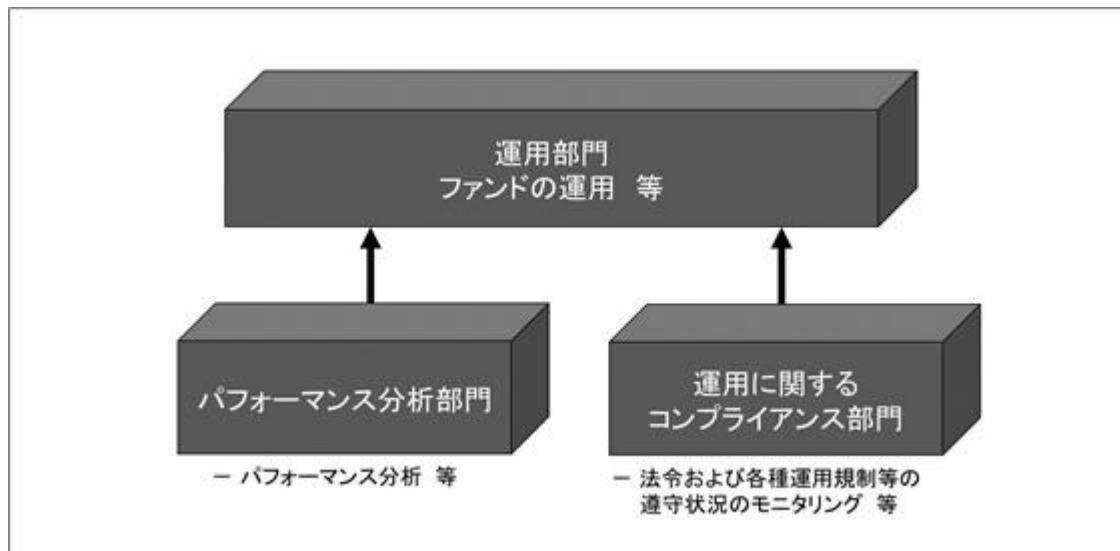 運用部門
ファンドの運用 等
パフォーマンス分析部門
－ パフォーマンス分析 等
運用に関する
コンプライアンス部門
－ 法令および各種運用規制等の
遵守状況のモニタリング 等